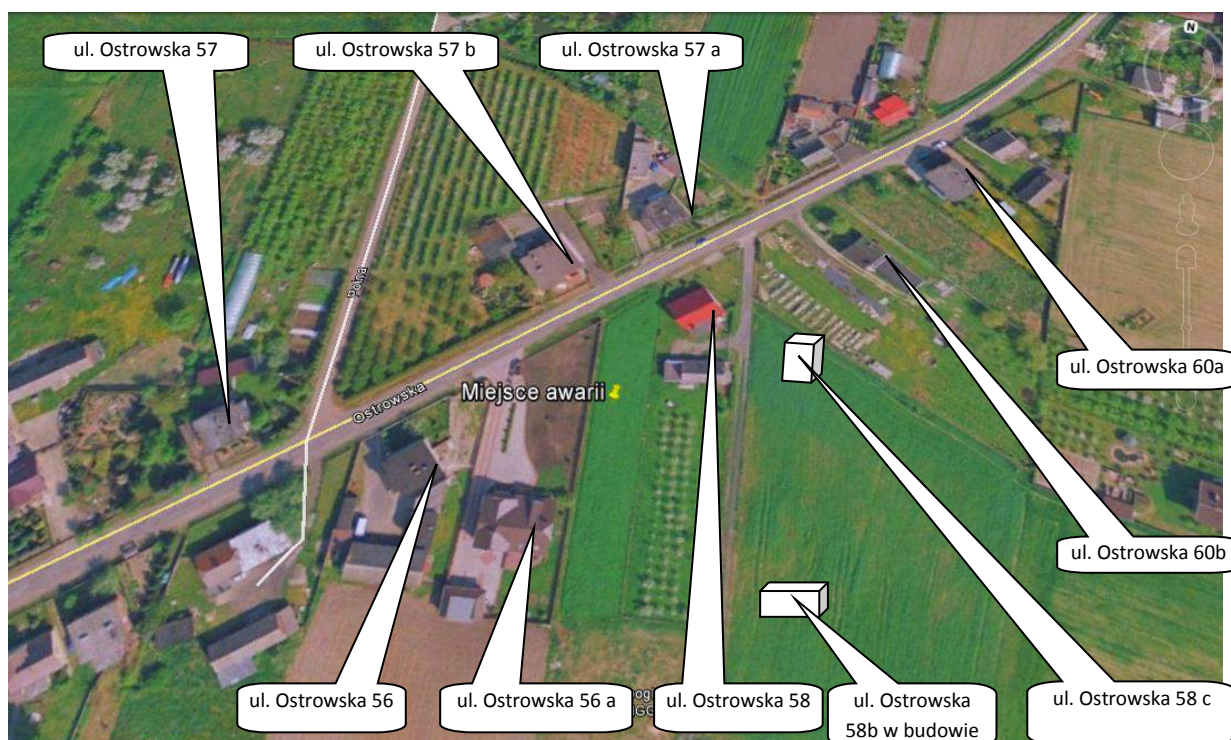 ul. Ostrowska 57
ul. Ostrowska 57 b
ul. Ostrowska 57 a
N
Polna
ul. Ostrowska 60a
Miejsce awarii
Ostrowska
ul. Ostrowska 60b
ul. Ostrowska 56
ul. Ostrowska 56 a
ul. Ostrowska 58
ul. Ostrowska
58b w budowie
ul. Ostrowska 58 c